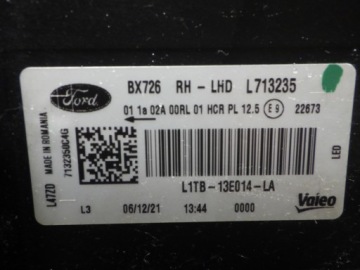 Ford
BX726 RH - LHD L713235
01 1a 02A 00RL 01 HCR PL 12.5 E9 22673
L47ZD MADE IN ROMANIA
L1TB-13E014-LA
L3 06/12/21 13:44 0000
Valeo
LED